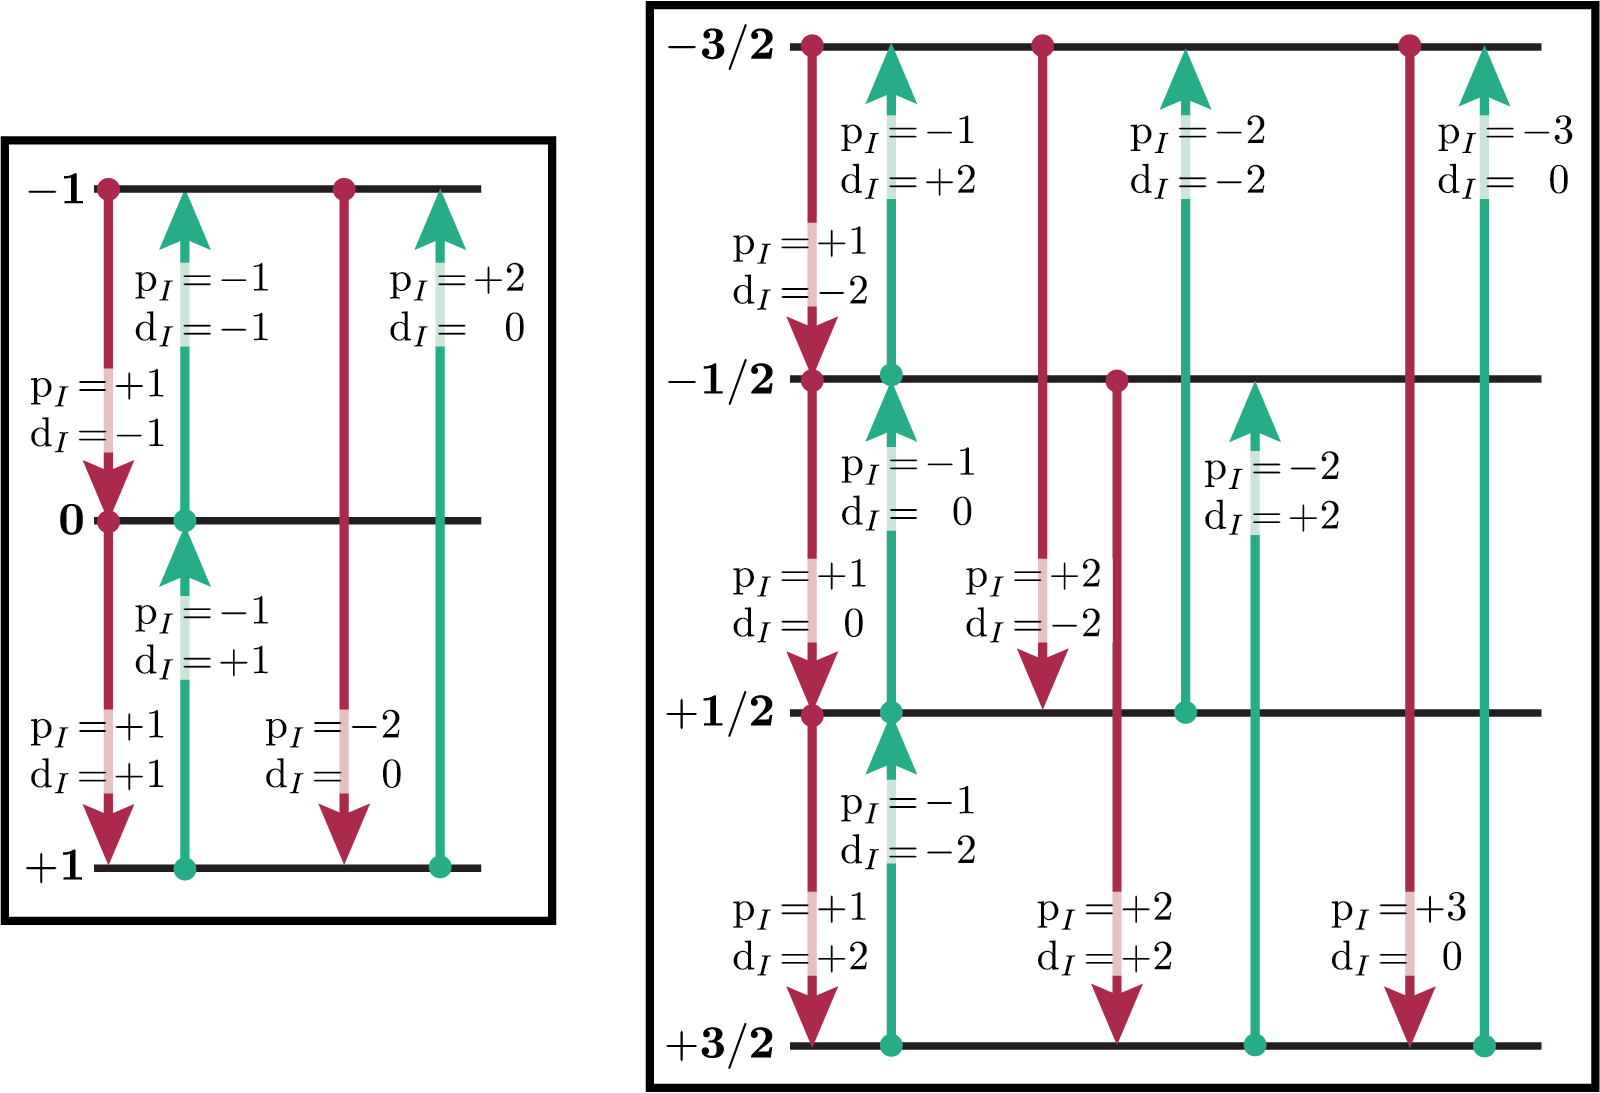 −1
p_I = −1
d_I = −1
p_I = +2
d_I = 0
p_I = +1
d_I = −1
0
p_I = −1
d_I = +1
p_I = +1
d_I = +1
p_I = −2
d_I = 0
+1
−3/2
p_I = −1
d_I = +2
p_I = −2
d_I = −2
p_I = −3
d_I = 0
p_I = +1
d_I = −2
−1/2
p_I = −1
d_I = 0
p_I = −2
d_I = +2
p_I = +1
d_I = 0
p_I = +2
d_I = −2
+1/2
p_I = −1
d_I = −2
p_I = +1
d_I = +2
p_I = +2
d_I = +2
p_I = +3
d_I = 0
+3/2